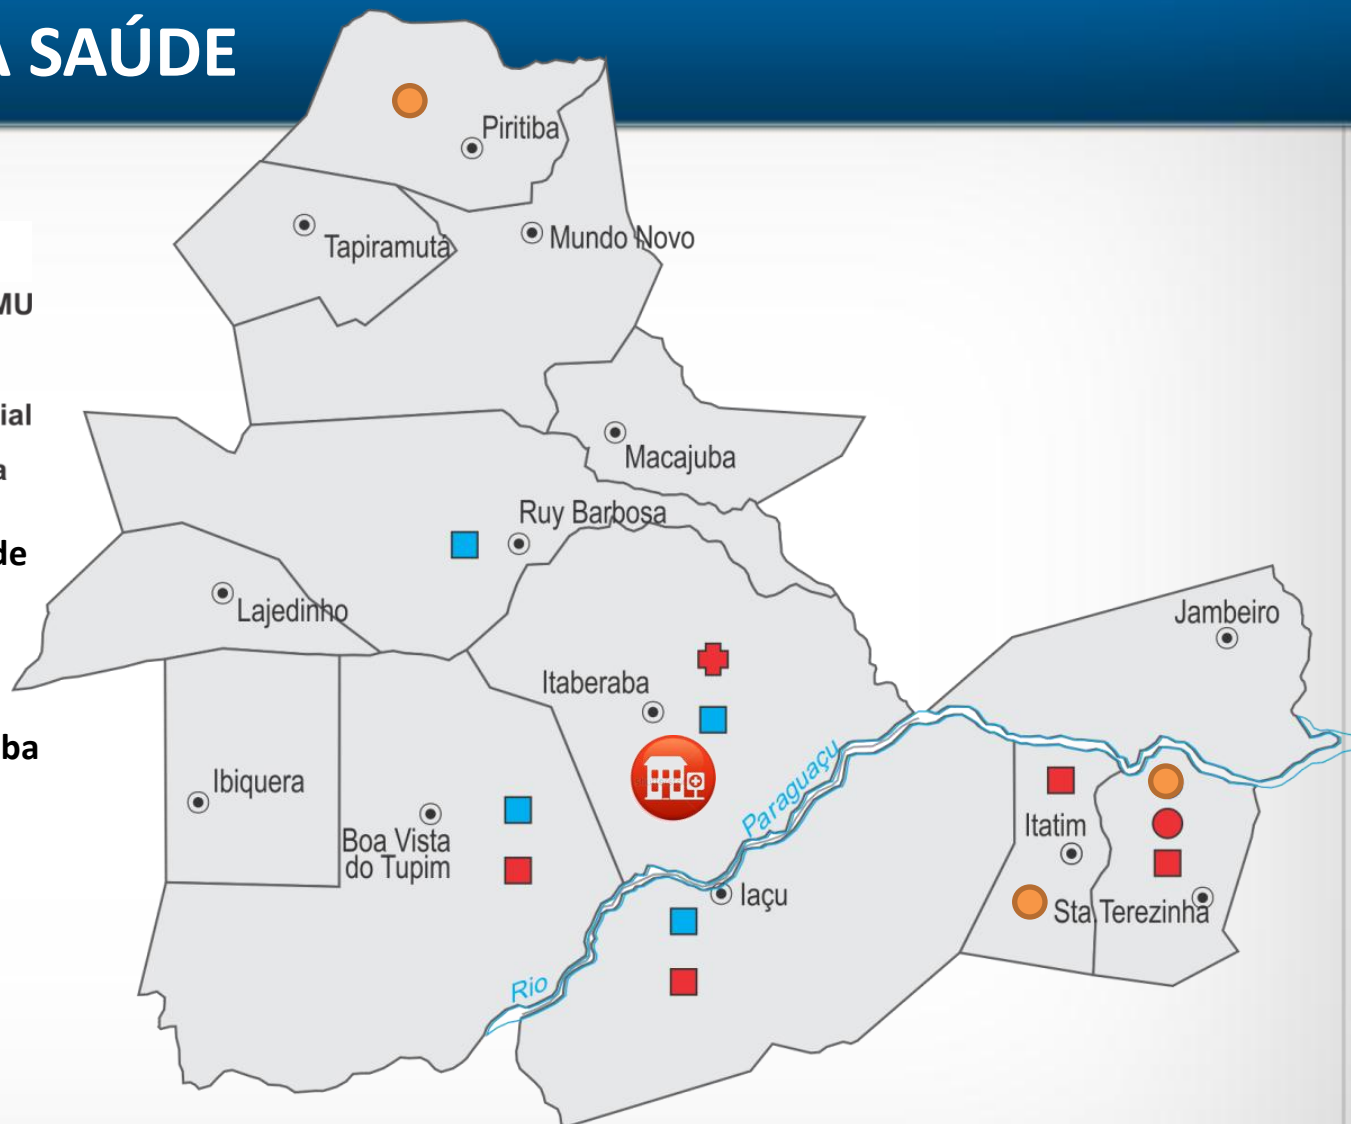 A SAÚDE
Piritiba
Tapiramutá
Mundo Novo
MU
ial
a
Macajuba
Ruy Barbosa
de
Lajedinho
Jambeiro
Itaberaba
ba
Ibiquera
Paraguaçu
Boa Vista
do Tupim
Itatim
Iaçu
Sta Terezinha
Rio